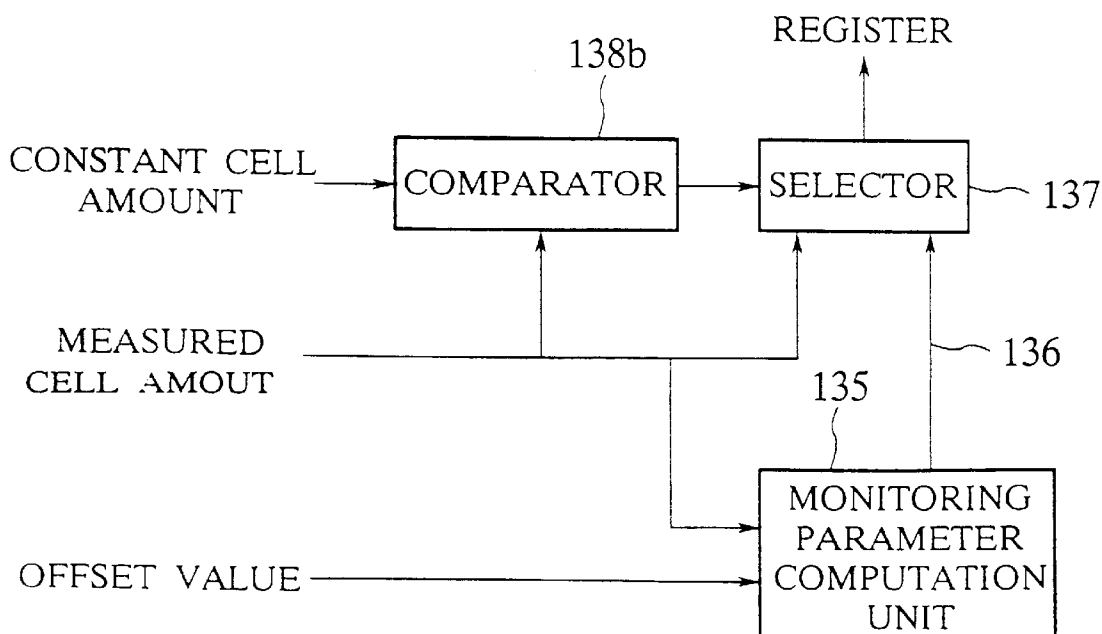 REGISTER
138b
CONSTANT CELL
AMOUNT
COMPARATOR
SELECTOR
137
MEASURED
CELL AMOUT
136
135
MONITORING
PARAMETER
COMPUTATION
UNIT
OFFSET VALUE